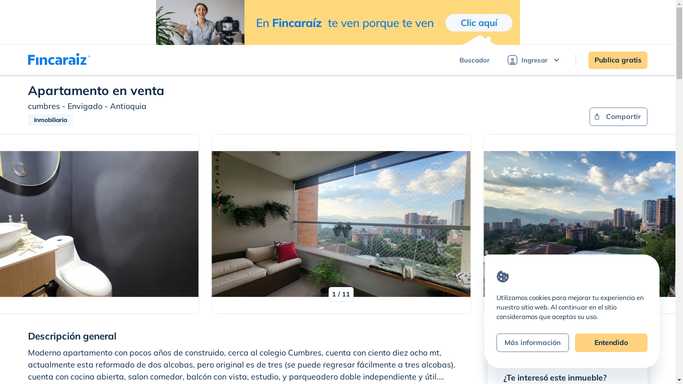 En Fincaraíz te ven porque te ven
Clic aquí
Fincaraiz
Buscador
Ingresar
Publica gratis
Apartamento en venta
cumbres - Envigado - Antioquia
Inmobiliaria
Compartir
1 / 11
Utilizamos cookies para mejorar tu experiencia en
nuestro sitio web. Al continuar en el sitio
consideramos que aceptas su uso.
Más información
Entendido
Descripción general
Moderno apartamento con pocos años de construido, cerca al colegio Cumbres, cuenta con ciento diez ocho mt,
actualmente esta reformado de dos alcobas, pero original es de tres (se puede regresar fácilmente a tres alcobas).
cuenta con cocina abierta, salon comedor, balcón con vista, estudio, y parqueadero doble independiente y útil....
¿Te interesó este inmueble?